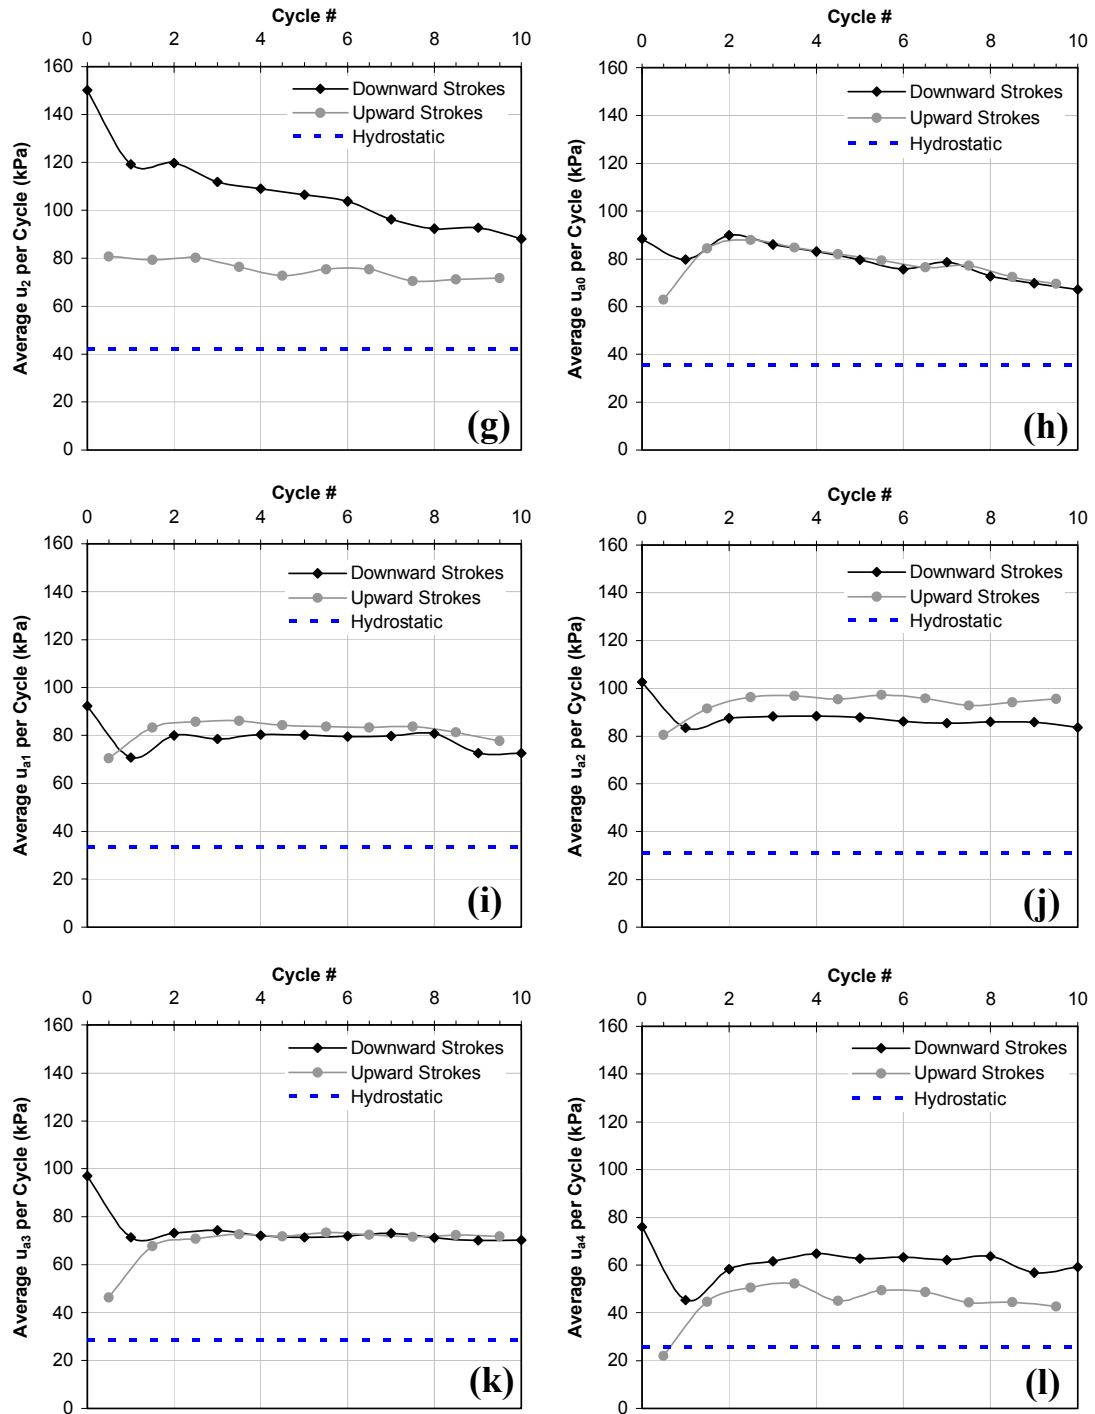 Cycle #
0 2 4 6 8 10
160
140
120
100
80
60
40
20
0
Average u2 per Cycle (kPa)
Downward Strokes
Upward Strokes
Hydrostatic
(g)
Cycle #
0 2 4 6 8 10
160
140
120
100
80
60
40
20
0
Average ua0 per Cycle (kPa)
Downward Strokes
Upward Strokes
Hydrostatic
(h)
Cycle #
0 2 4 6 8 10
160
140
120
100
80
60
40
20
0
Average ua1 per Cycle (kPa)
Downward Strokes
Upward Strokes
Hydrostatic
(i)
Cycle #
0 2 4 6 8 10
160
140
120
100
80
60
40
20
0
Average ua2 per Cycle (kPa)
Downward Strokes
Upward Strokes
Hydrostatic
(j)
Cycle #
0 2 4 6 8 10
160
140
120
100
80
60
40
20
0
Average ua3 per Cycle (kPa)
Downward Strokes
Upward Strokes
Hydrostatic
(k)
Cycle #
0 2 4 6 8 10
160
140
120
100
80
60
40
20
0
Average ua4 per Cycle (kPa)
Downward Strokes
Upward Strokes
Hydrostatic
(l)